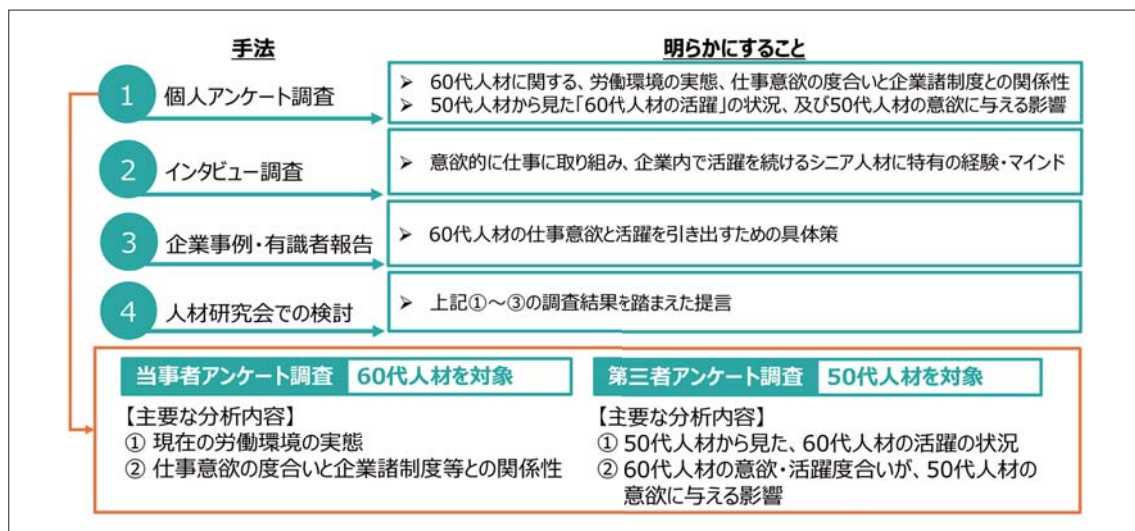 手法
明らかにすること
1
個人アンケート調査
➢ 60代人材に関する、労働環境の実態、仕事意欲の度合いと企業諸制度との関係性
➢ 50代人材から見た「60代人材の活躍」の状況、及び50代人材の意欲に与える影響
2
インタビュー調査
➢ 意欲的に仕事に取り組み、企業内で活躍を続けるシニア人材に特有の経験・マインド
3
企業事例・有識者報告
➢ 60代人材の仕事意欲と活躍を引き出すための具体策
4
人材研究会での検討
➢ 上記①～③の調査結果を踏まえた提言
当事者アンケート調査 60代人材を対象
【主要な分析内容】
① 現在の労働環境の実態
② 仕事意欲の度合いと企業諸制度等との関係性
第三者アンケート調査 50代人材を対象
【主要な分析内容】
① 50代人材から見た、60代人材の活躍の状況
② 60代人材の意欲・活躍度合いが、50代人材の
意欲に与える影響